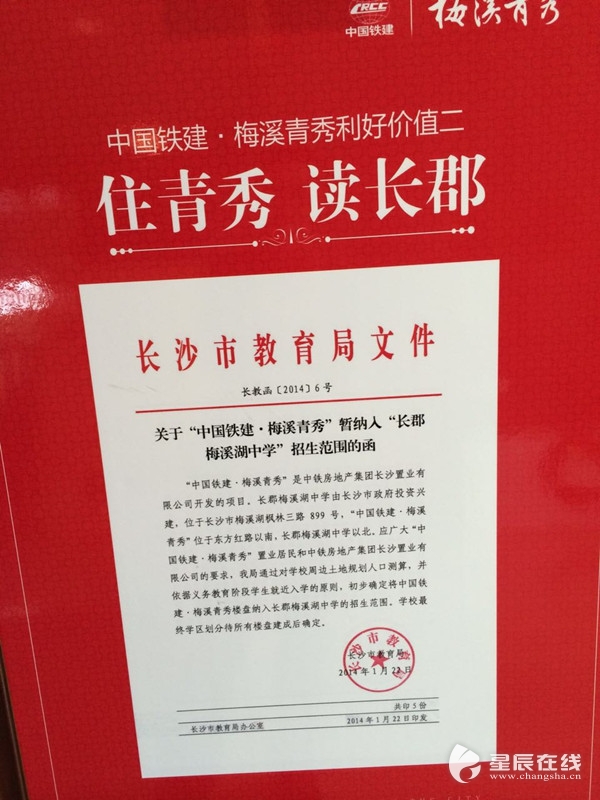 CRCC
中国铁建
梅溪青秀
中国铁建·梅溪青秀利好价值二
住青秀 读长郡
长沙市教育局文件
长教函〔2014〕6号
关于“中国铁建·梅溪青秀”暂纳入“长郡
梅溪湖中学”招生范围的函
“中国铁建·梅溪青秀”是中铁房地产集团长沙置业有
限公司开发的项目。长郡梅溪湖中学由长沙市政府投资兴
建，位于长沙市梅溪湖枫林三路 899 号，“中国铁建·梅溪
青秀”位于东方红路以南，长郡梅溪湖中学以北。应广大“中
国铁建·梅溪青秀”置业居民和中铁房地产集团长沙置业有
限公司的要求，我局通过对学校周边土地规划人口测算，并
依据义务教育阶段学生就近入学的原则，初步确定将中国铁
建·梅溪青秀楼盘纳入长郡梅溪湖中学的招生范围。学校最
终学区划分待所有楼盘建成后确定。
长沙市教育局
长沙市教育局
2014年1月22日
共印5份
长沙市教育局办公室 2014年1月22日印发
星辰在线
www.changsha.cn